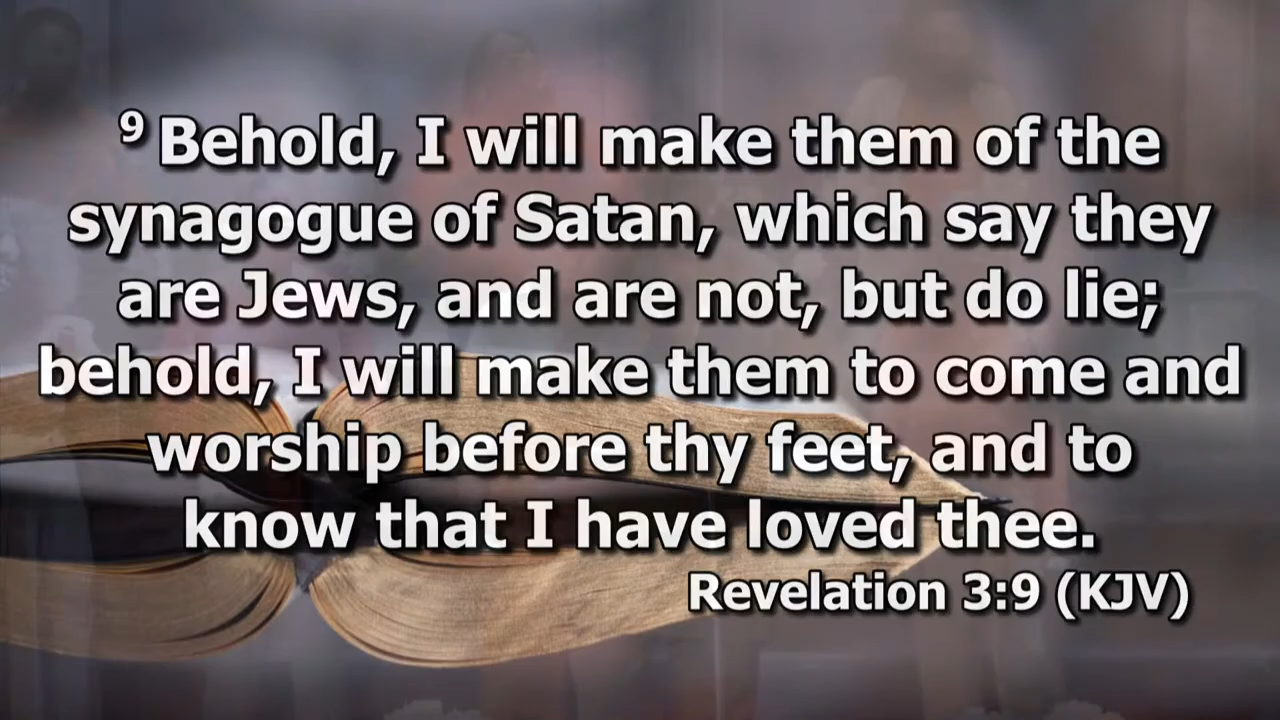 9 Behold, I will make them of the
synagogue of Satan, which say they
are Jews, and are not, but do lie;
behold, I will make them to come and
worship before thy feet, and to
know that I have loved thee.
Revelation 3:9 (KJV)